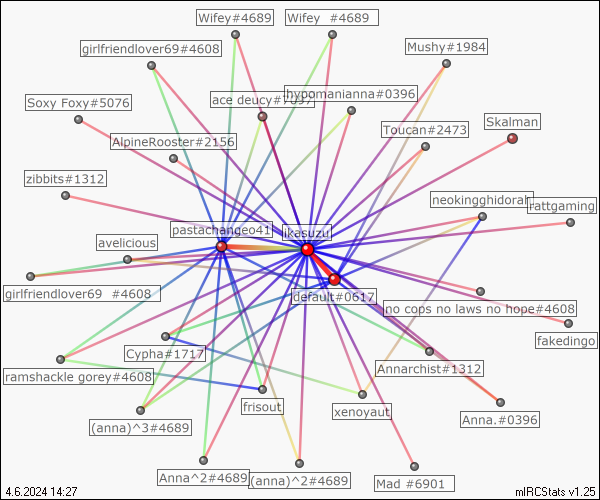 Wifey#4689
Wifey  #4689
girlfriendlover69#4608
Mushy#1984
ace deucy#7097
hypomanianna#0396
Soxy Foxy#5076
Toucan#2473
Skalman
AlpineRooster#2156
zibbits#1312
neokingghidorah
rattgaming
pastachangeo41
ikasuzu
avelicious
girlfriendlover69  #4608
default#0617
no cops no laws no hope#4608
fakedingo
Cypha#1717
Annarchist#1312
ramshackle gorey#4608
frisout
xenoyaut
Anna.#0396
(anna)^3#4689
Anna^2#4689
(anna)^2#4689
Mad #6901
4.6.2024 14:27
mIRCStats v1.25